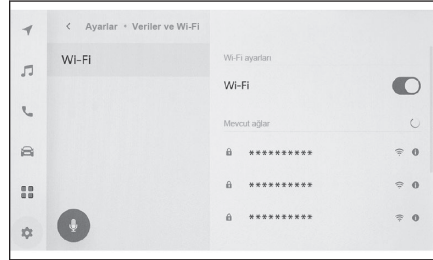 Ayarlar • Veriler ve Wi-Fi
Wi-Fi
Wi-Fi ayarları
Wi-Fi
Mevcut ağlar
**********
**********
**********